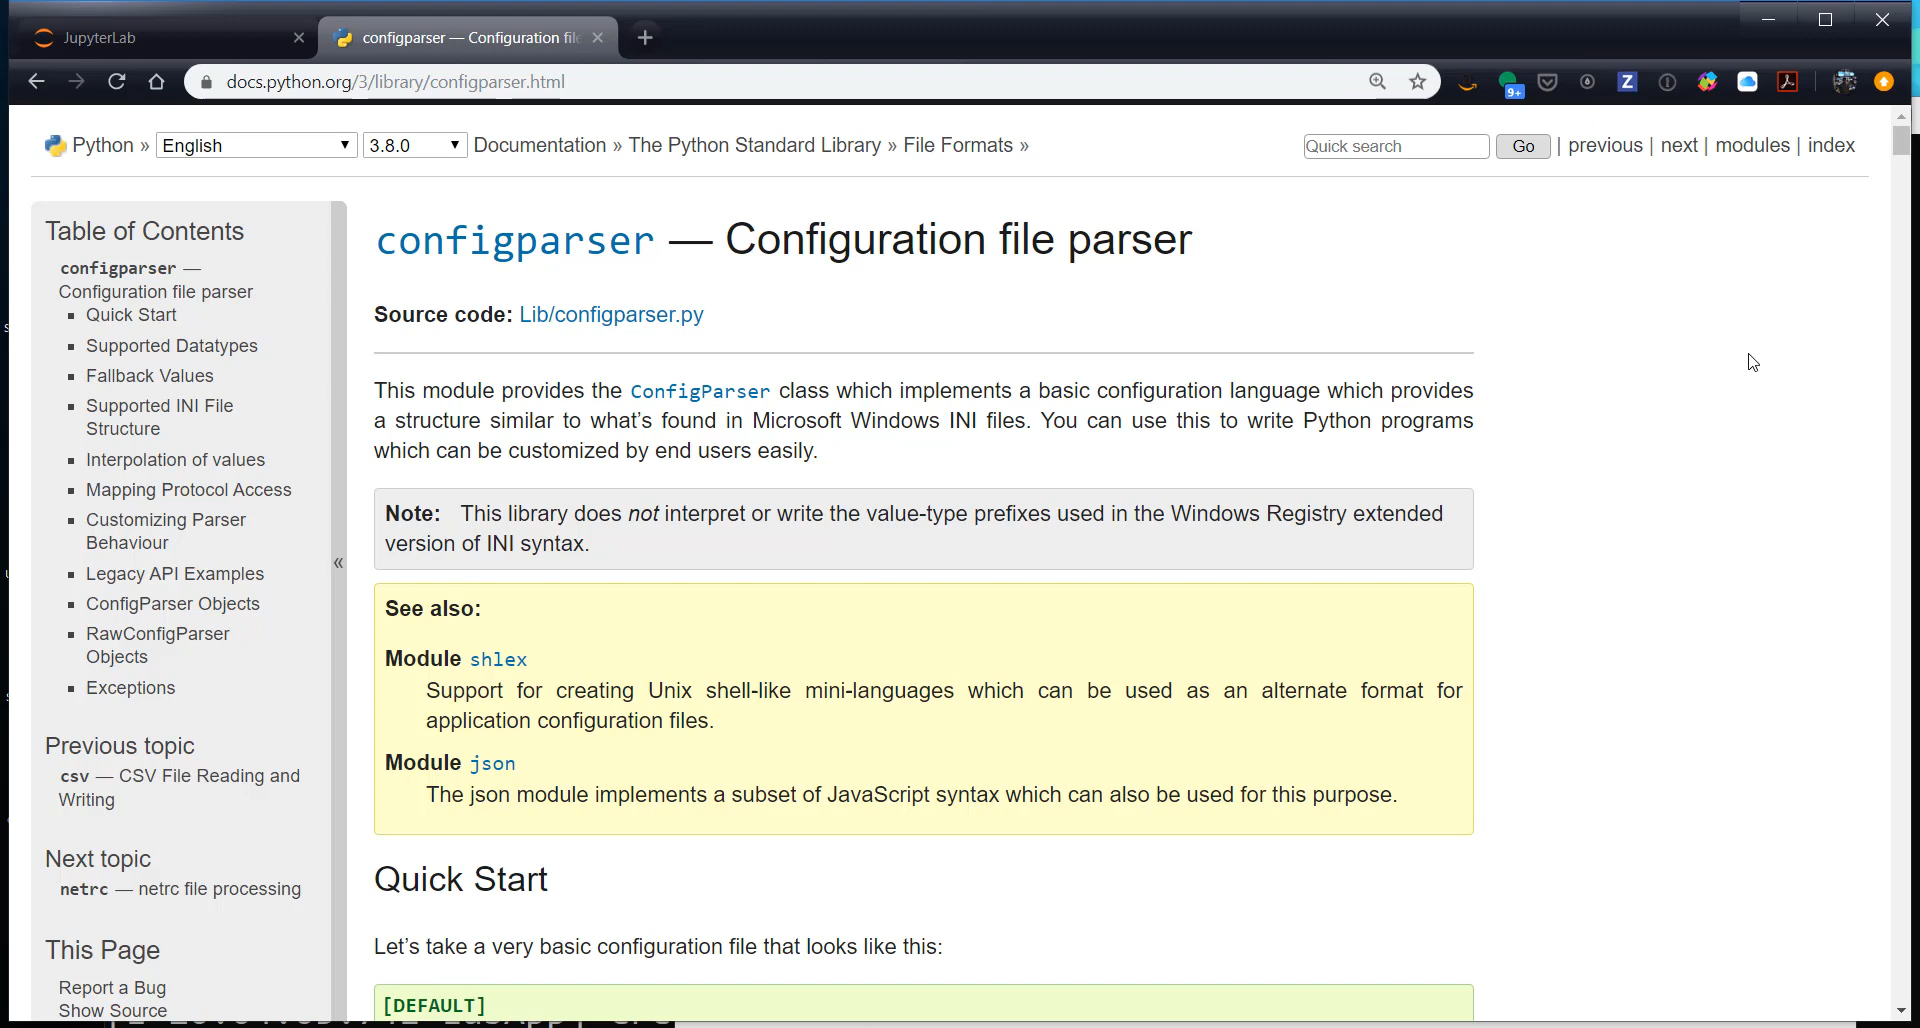 JupyterLab
configparser — Configuration file
docs.python.org/3/library/configparser.html
9+
Z
Python » English 3.8.0 Documentation » The Python Standard Library » File Formats »
Quick search Go | previous | next | modules | index
Table of Contents
configparser —
Configuration file parser
Quick Start
Supported Datatypes
Fallback Values
Supported INI File
Structure
Interpolation of values
Mapping Protocol Access
Customizing Parser
Behaviour
Legacy API Examples
ConfigParser Objects
RawConfigParser
Objects
Exceptions
Previous topic
csv — CSV File Reading and
Writing
Next topic
netrc — netrc file processing
This Page
Report a Bug
Show Source
«
configparser — Configuration file parser
Source code: Lib/configparser.py
This module provides the ConfigParser class which implements a basic configuration language which provides
a structure similar to what’s found in Microsoft Windows INI files. You can use this to write Python programs
which can be customized by end users easily.
Note: This library does not interpret or write the value-type prefixes used in the Windows Registry extended
version of INI syntax.
See also:
Module shlex
Support for creating Unix shell-like mini-languages which can be used as an alternate format for
application configuration files.
Module json
The json module implements a subset of JavaScript syntax which can also be used for this purpose.
Quick Start
Let’s take a very basic configuration file that looks like this:
[DEFAULT]